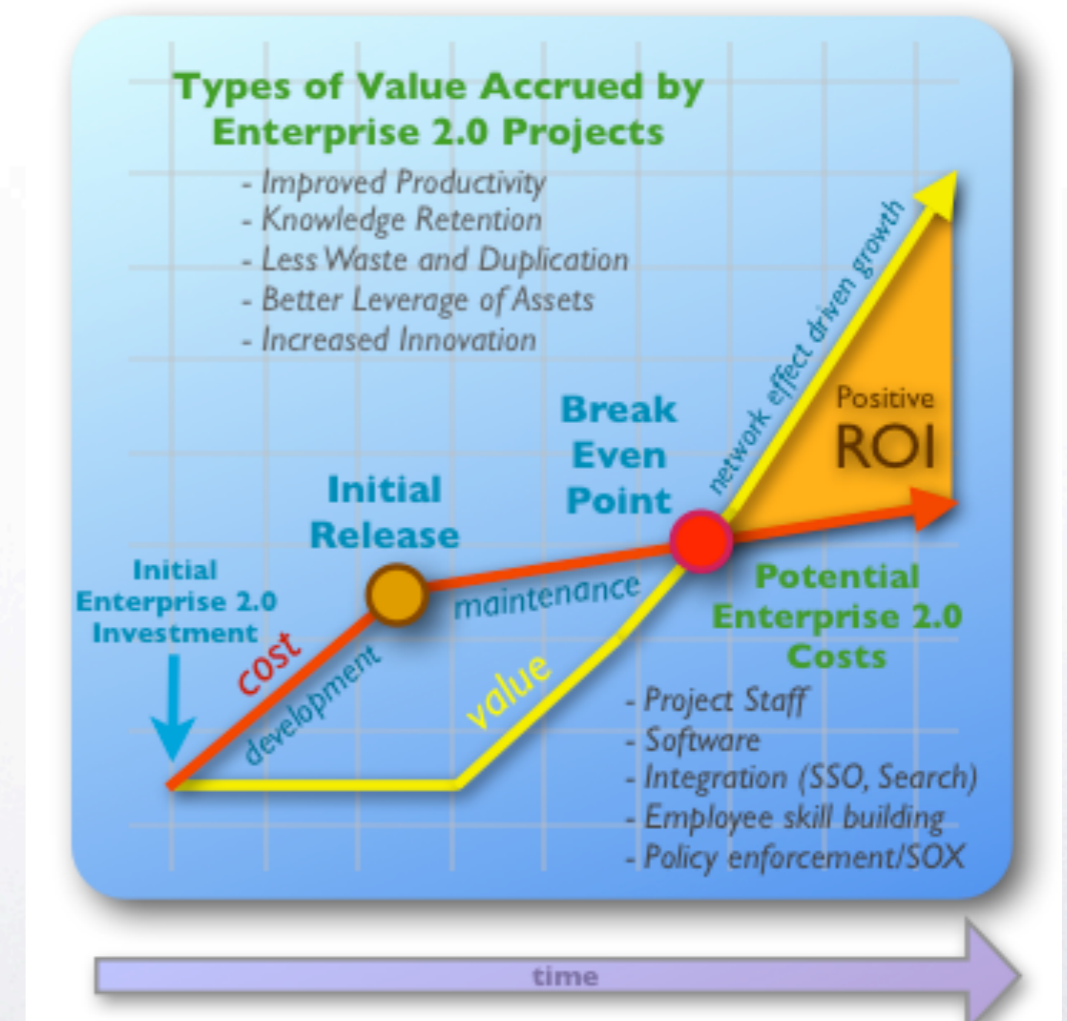 Types of Value Accrued by
Enterprise 2.0 Projects
- Improved Productivity
- Knowledge Retention
- Less Waste and Duplication
- Better Leverage of Assets
- Increased Innovation
network effect driven growth
Positive
ROI
Break
Even
Point
Initial
Release
Initial
Enterprise 2.0
Investment
cost
development
maintenance
value
Potential
Enterprise 2.0
Costs
- Project Staff
- Software
- Integration (SSO, Search)
- Employee skill building
- Policy enforcement/SOX
time